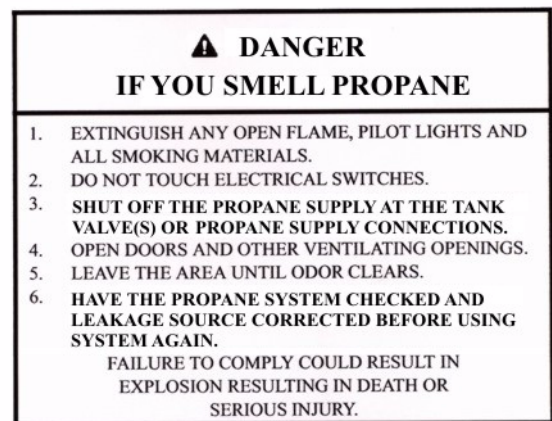 ⚠ DANGER
IF YOU SMELL PROPANE
1. EXTINGUISH ANY OPEN FLAME, PILOT LIGHTS AND
ALL SMOKING MATERIALS.
2. DO NOT TOUCH ELECTRICAL SWITCHES.
3. SHUT OFF THE PROPANE SUPPLY AT THE TANK
VALVE(S) OR PROPANE SUPPLY CONNECTIONS.
4. OPEN DOORS AND OTHER VENTILATING OPENINGS.
5. LEAVE THE AREA UNTIL ODOR CLEARS.
6. HAVE THE PROPANE SYSTEM CHECKED AND
LEAKAGE SOURCE CORRECTED BEFORE USING
SYSTEM AGAIN.
FAILURE TO COMPLY COULD RESULT IN
EXPLOSION RESULTING IN DEATH OR
SERIOUS INJURY.